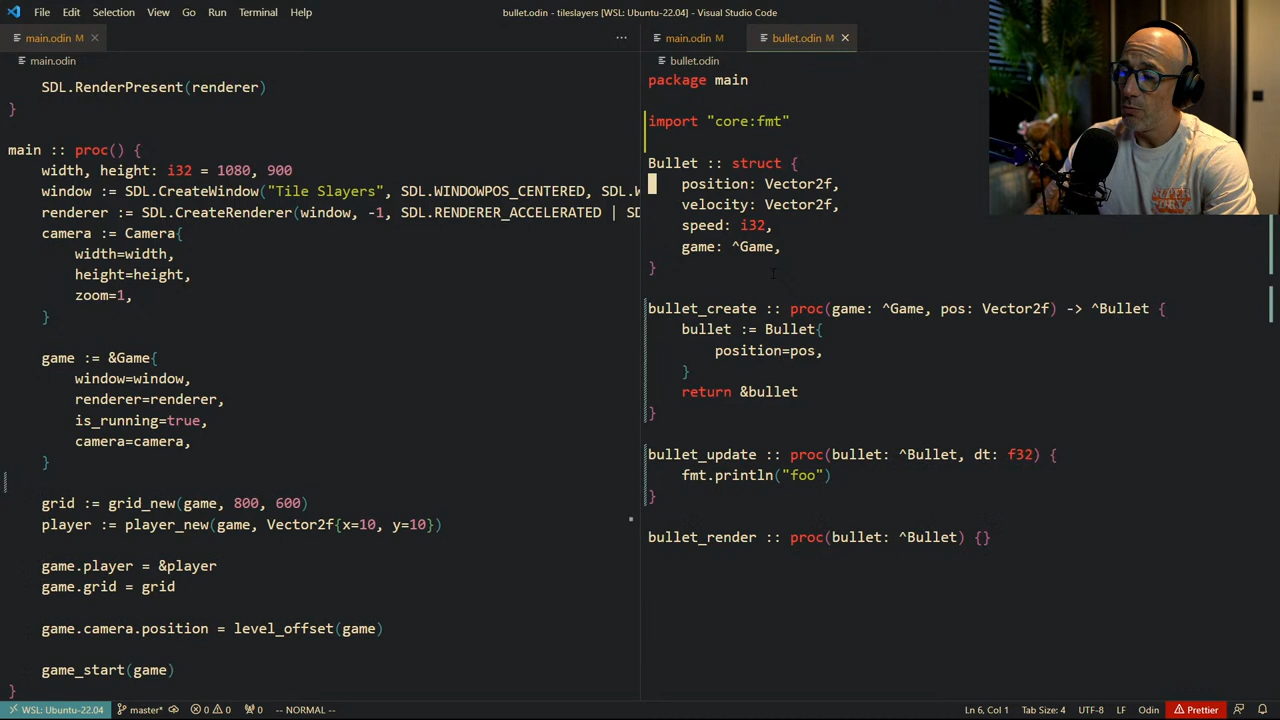 File Edit Selection View Go Run Terminal Help
bullet.odin - tileslayers [WSL: Ubuntu-22.04] - Visual Studio Code
main.odin M ×
···
main.odin
SDL.RenderPresent(renderer)
}
main :: proc() {
width, height: i32 = 1080, 900
window := SDL.CreateWindow("Tile Slayers", SDL.WINDOWPOS_CENTERED, SDL.W
renderer := SDL.CreateRenderer(window, -1, SDL.RENDERER_ACCELERATED | SD
camera := Camera{
width=width,
height=height,
zoom=1,
}
game := &Game{
window=window,
renderer=renderer,
is_running=true,
camera=camera,
}
grid := grid_new(game, 800, 600)
player := player_new(game, Vector2f{x=10, y=10})
game.player = &player
game.grid = grid
game.camera.position = level_offset(game)
game_start(game)
}
main.odin M
bullet.odin M ×
bullet.odin
package main
import "core:fmt"
Bullet :: struct {
position: Vector2f,
velocity: Vector2f,
speed: i32,
game: ^Game,
}
bullet_create :: proc(game: ^Game, pos: Vector2f) -> ^Bullet {
bullet := Bullet{
position=pos,
}
return &bullet
}
bullet_update :: proc(bullet: ^Bullet, dt: f32) {
fmt.println("foo")
}
bullet_render :: proc(bullet: ^Bullet) {}
WSL: Ubuntu-22.04 master* 0 0 0 -- NORMAL -- Ln 6, Col 1 Tab Size: 4 UTF-8 LF Odin Prettier